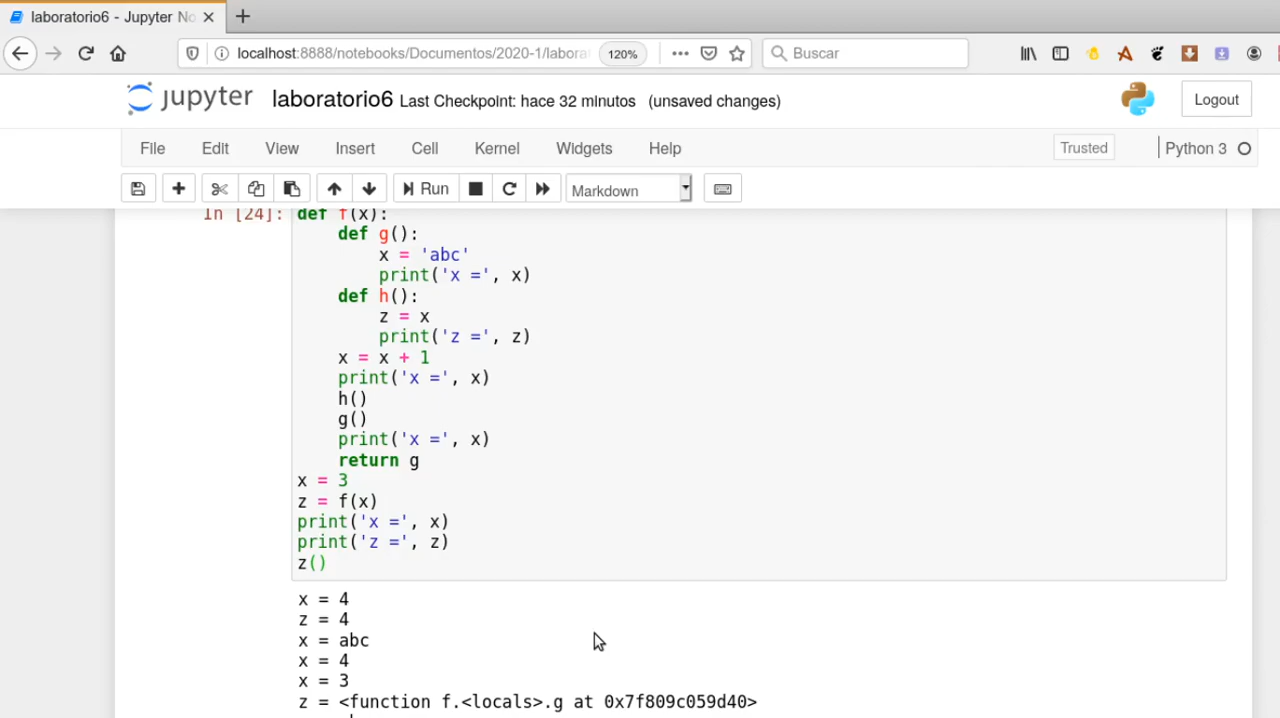 laboratorio6 - Jupyter No
localhost:8888/notebooks/Documentos/2020-1/labora
120%
Buscar
jupyter
laboratorio6 Last Checkpoint: hace 32 minutos (unsaved changes)
Logout
File Edit View Insert Cell Kernel Widgets Help
Trusted
Python 3
Run
Markdown
In [24]: def f(x):
    def g():
        x = 'abc'
        print('x =', x)
    def h():
        z = x
        print('z =', z)
    x = x + 1
    print('x =', x)
    h()
    g()
    print('x =', x)
    return g
x = 3
z = f(x)
print('x =', x)
print('z =', z)
z()
x = 4
z = 4
x = abc
x = 4
x = 3
z = <function f.<locals>.g at 0x7f809c059d40>